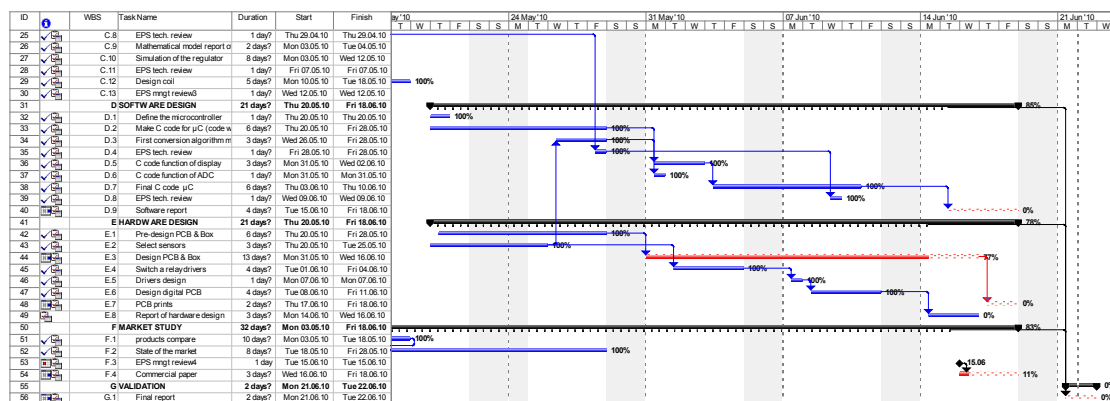 ID WBS Task Name Duration Start Finish ay '10 24 May '10 31 May '10 07 Jun '10 14 Jun '10 21 Jun '10
T W T F S S M T W T F S S M T W T F S S M T W T F S S M T W T F S S M T W
25 C.8 EPS tech. review 1 day? Thu 29.04.10 Thu 29.04.10
26 C.9 Mathematical model report o 2 days? Mon 03.05.10 Tue 04.05.10
27 C.10 Simulation of the regulator 8 days? Mon 03.05.10 Wed 12.05.10
28 C.11 EPS tech. review 1 day? Fri 07.05.10 Fri 07.05.10
29 C.12 Design coil 5 days? Mon 10.05.10 Tue 18.05.10 100%
30 C.13 EPS mngt review3 1 day? Wed 12.05.10 Wed 12.05.10
31 D SOFTWARE DESIGN 21 days? Thu 20.05.10 Fri 18.06.10 86%
32 D.1 Define the microcontroller 1 day? Thu 20.05.10 Thu 20.05.10 100%
33 D.2 Make C code for µC (code w 6 days? Thu 20.05.10 Fri 28.05.10 100%
34 D.3 First conversion algorithm m 3 days? Wed 26.05.10 Fri 28.05.10 100%
35 D.4 EPS tech. review 1 day? Fri 28.05.10 Fri 28.05.10 100%
36 D.5 C code function of display 3 days? Mon 31.05.10 Wed 02.06.10 100%
37 D.6 C code function of ADC 1 day? Mon 31.05.10 Mon 31.05.10 100%
38 D.7 Final C code µC 6 days? Thu 03.06.10 Thu 10.06.10 100%
39 D.8 EPS tech. review 1 day? Wed 09.06.10 Wed 09.06.10 100%
40 D.9 Software report 4 days? Tue 15.06.10 Fri 18.06.10 0%
41 E HARDWARE DESIGN 21 days? Thu 20.05.10 Fri 18.06.10 78%
42 E.1 Pre-design PCB & Box 6 days? Thu 20.05.10 Fri 28.05.10 100%
43 E.2 Select sensors 3 days? Thu 20.05.10 Tue 25.05.10 100%
44 E.3 Design PCB & Box 13 days? Mon 31.05.10 Wed 16.06.10 77%
45 E.4 Switch a relay drivers 4 days? Tue 01.06.10 Fri 04.06.10 100%
46 E.5 Drivers design 1 day? Mon 07.06.10 Mon 07.06.10 100%
47 E.6 Design digital PCB 4 days? Tue 08.06.10 Fri 11.06.10 100%
48 E.7 PCB prints 2 days? Thu 17.06.10 Fri 18.06.10 0%
49 E.8 Report of hardware design 3 days? Mon 14.06.10 Wed 16.06.10 0%
50 F MARKET STUDY 32 days? Mon 03.05.10 Fri 18.06.10 83%
51 F.1 products compare 10 days? Mon 03.05.10 Tue 18.05.10 100%
52 F.2 State of the market 8 days? Tue 18.05.10 Fri 28.05.10 100%
53 F.3 EPS mngt review4 1 day Tue 15.06.10 Tue 15.06.10 15.06
54 F.4 Commercial paper 3 days? Wed 16.06.10 Fri 18.06.10 11%
55 G VALIDATION 2 days? Mon 21.06.10 Tue 22.06.10 0%
56 G.1 Final report 2 days? Mon 21.06.10 Tue 22.06.10 0%